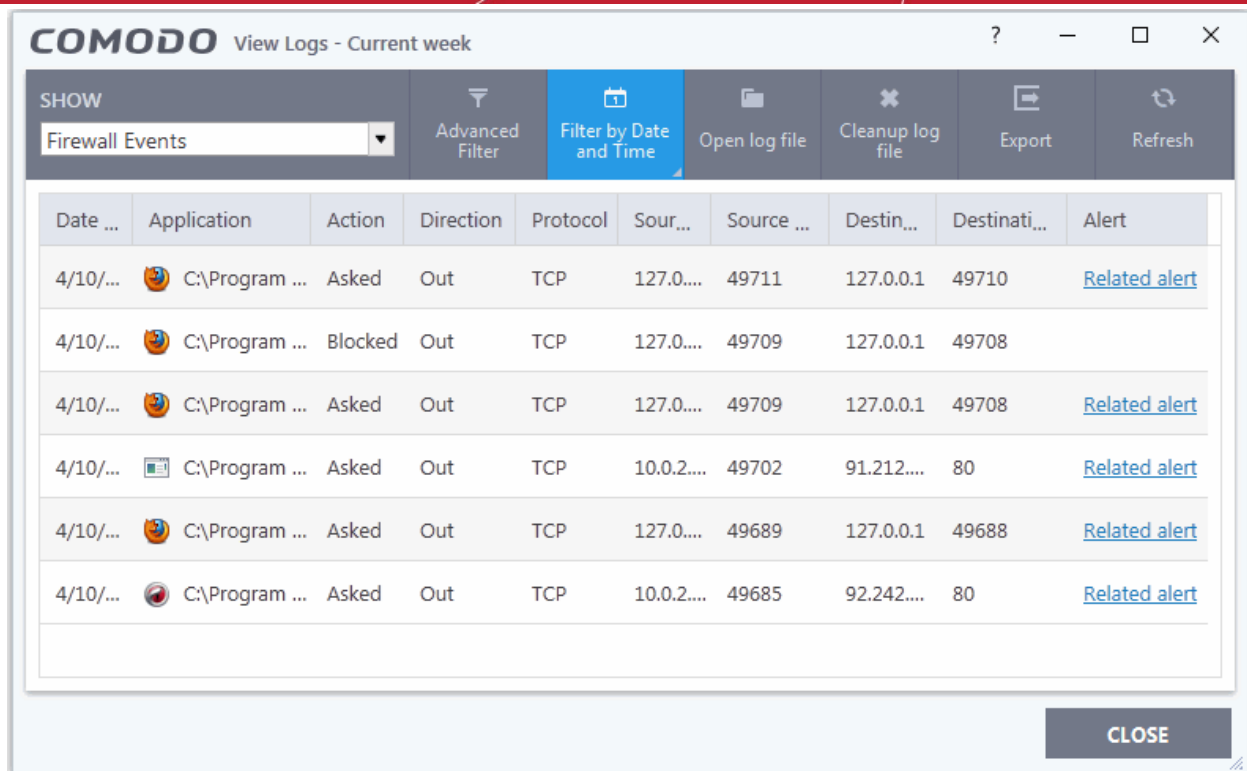 COMODO View Logs - Current week ?
SHOW
Firewall Events
Advanced
Filter
Filter by Date
and Time
Open log file
Cleanup log
file
Export
Refresh
Date ... Application Action Direction Protocol Sour... Source ... Destin... Destinati... Alert
4/10/... C:\Program ... Asked Out TCP 127.0.... 49711 127.0.0.1 49710 Related alert
4/10/... C:\Program ... Blocked Out TCP 127.0.... 49709 127.0.0.1 49708
4/10/... C:\Program ... Asked Out TCP 127.0.... 49709 127.0.0.1 49708 Related alert
4/10/... C:\Program ... Asked Out TCP 10.0.2.... 49702 91.212.... 80 Related alert
4/10/... C:\Program ... Asked Out TCP 127.0.... 49689 127.0.0.1 49688 Related alert
4/10/... C:\Program ... Asked Out TCP 10.0.2.... 49685 92.242.... 80 Related alert
CLOSE